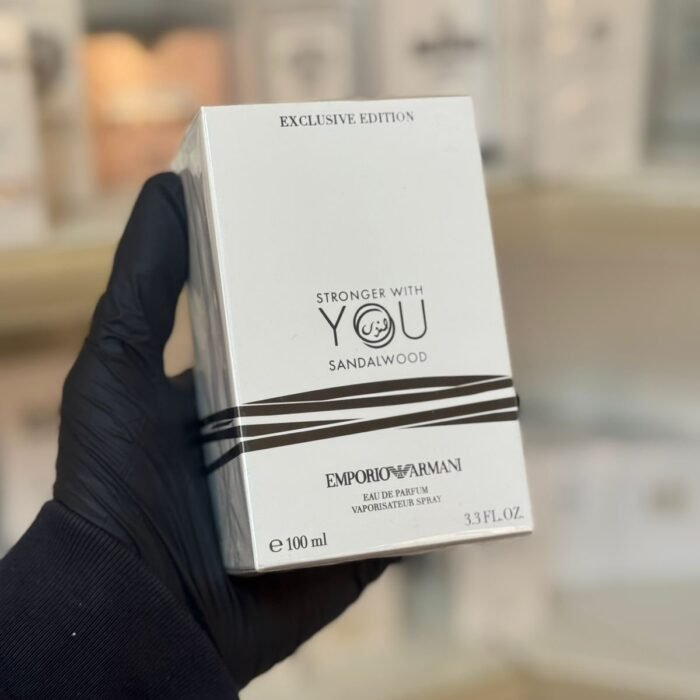 EXCLUSIVE EDITION
STRONGER WITH
YOU
SANDALWOOD
EMPORIO ARMANI
EAU DE PARFUM
VAPORISATEUR SPRAY
e 100 ml
3.3 FL.OZ.